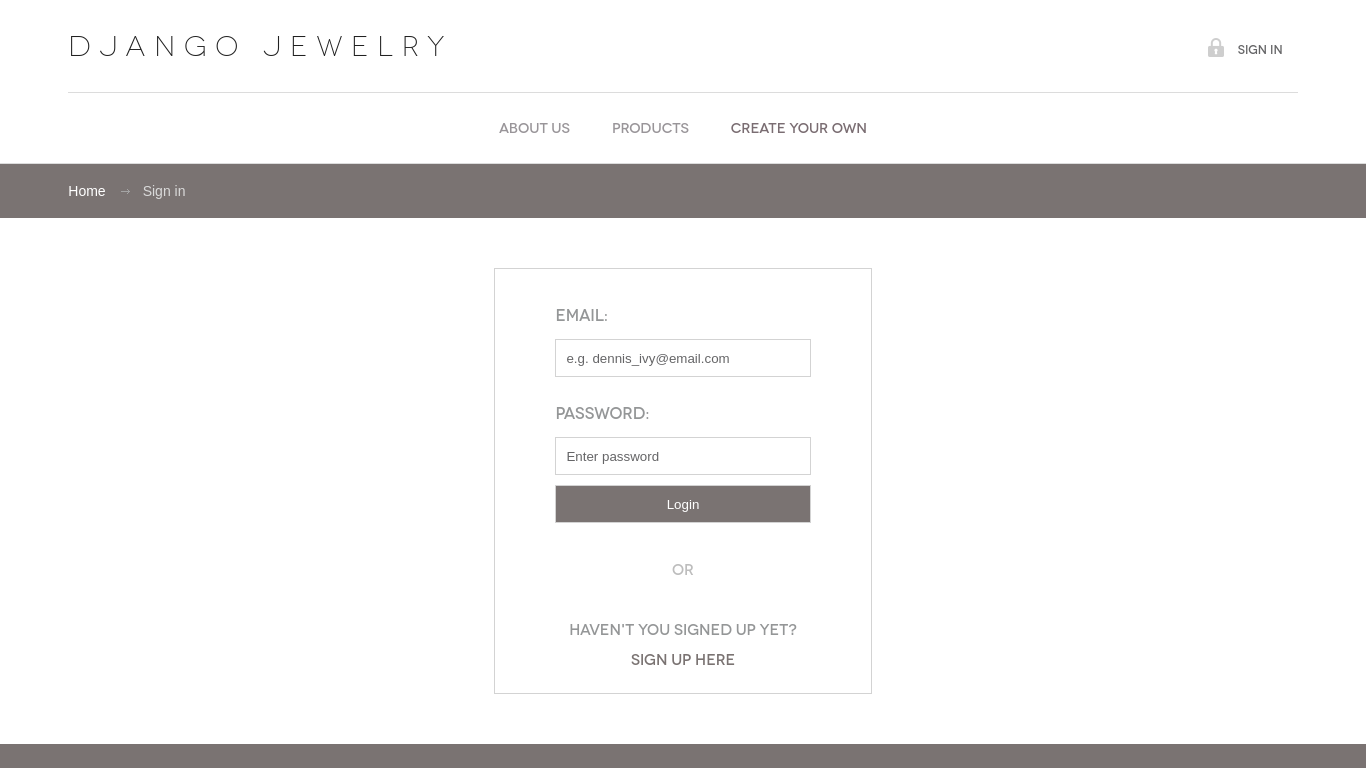 DJANGO JEWELRY
SIGN IN
ABOUT US PRODUCTS CREATE YOUR OWN
Home → Sign in
EMAIL:
e.g. dennis_ivy@email.com
PASSWORD:
Enter password
Login
OR
HAVEN'T YOU SIGNED UP YET?
SIGN UP HERE